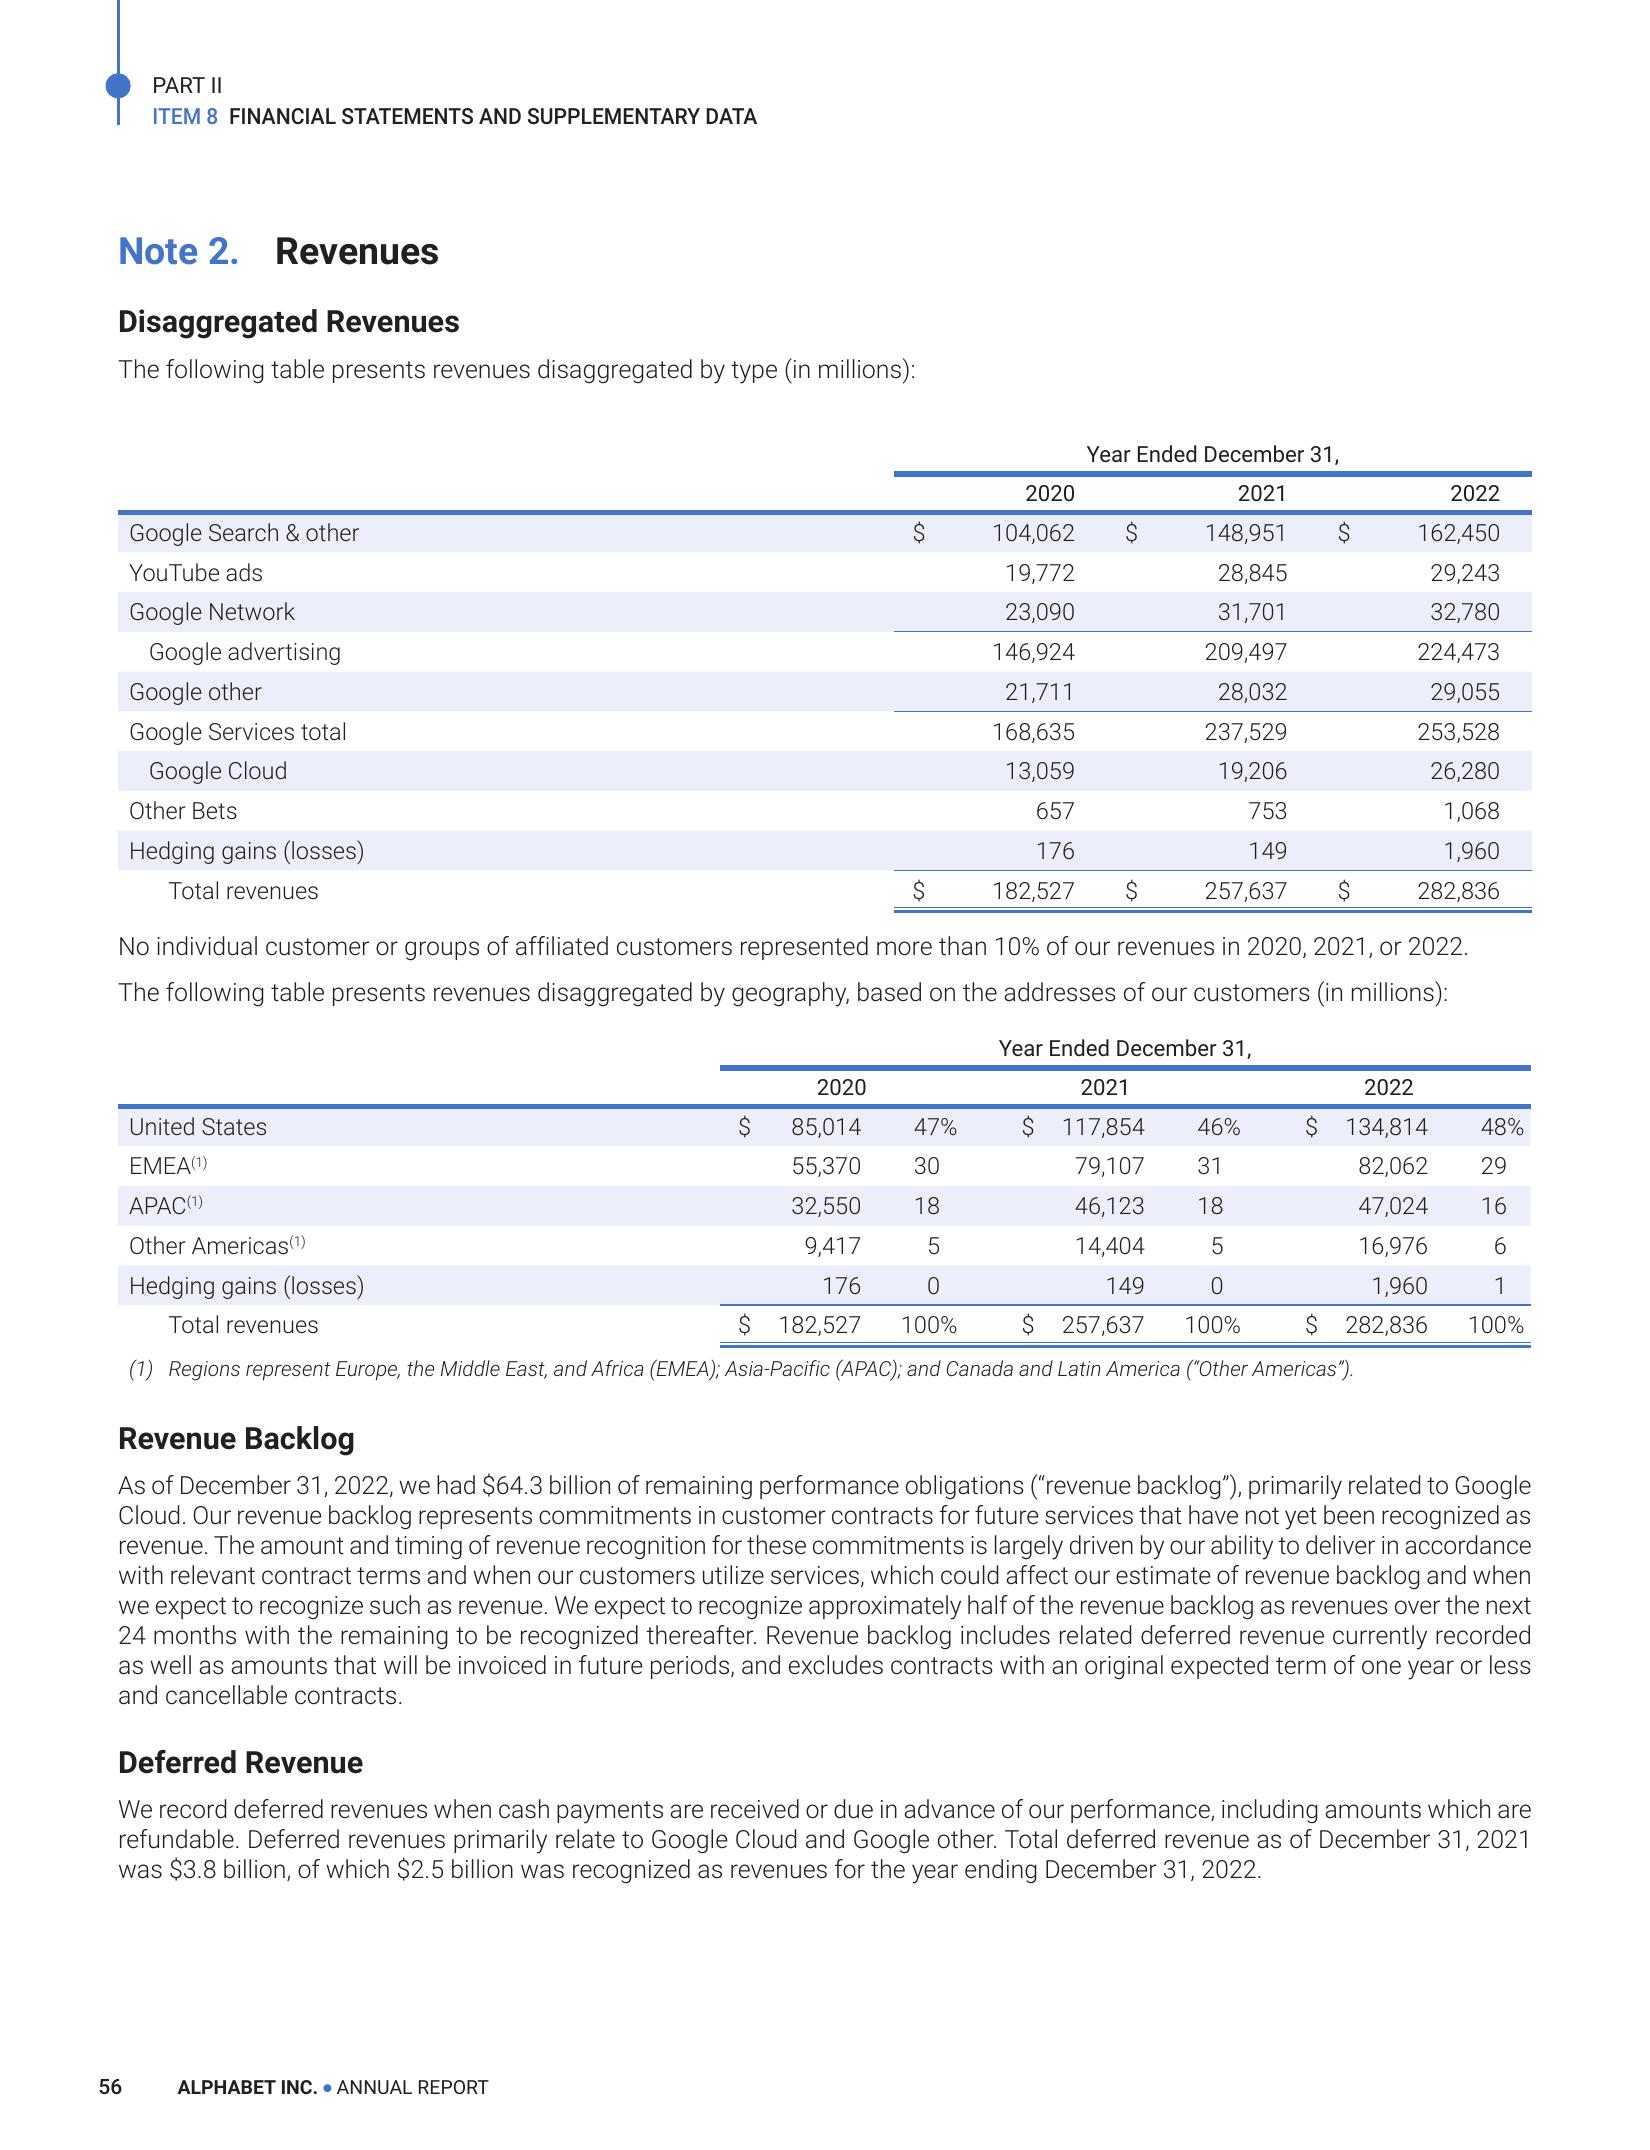 PART II
ITEM 8 FINANCIAL STATEMENTS AND SUPPLEMENTARY DATA
Note 2. Revenues
Disaggregated Revenues
The following table presents revenues disaggregated by type (in millions):
Year Ended December 31,
2020 2021 2022
Google Search & other $ 104,062 $ 148,951 $ 162,450
YouTube ads 19,772 28,845 29,243
Google Network 23,090 31,701 32,780
Google advertising 146,924 209,497 224,473
Google other 21,711 28,032 29,055
Google Services total 168,635 237,529 253,528
Google Cloud 13,059 19,206 26,280
Other Bets 657 753 1,068
Hedging gains (losses) 176 149 1,960
Total revenues $ 182,527 $ 257,637 $ 282,836
No individual customer or groups of affiliated customers represented more than 10% of our revenues in 2020, 2021, or 2022.
The following table presents revenues disaggregated by geography, based on the addresses of our customers (in millions):
Year Ended December 31,
2020 2021 2022
United States $ 85,014 47% $ 117,854 46% $ 134,814 48%
EMEA(1) 55,370 30 79,107 31 82,062 29
APAC(1) 32,550 18 46,123 18 47,024 16
Other Americas(1) 9,417 5 14,404 5 16,976 6
Hedging gains (losses) 176 0 149 0 1,960 1
Total revenues $ 182,527 100% $ 257,637 100% $ 282,836 100%
(1) Regions represent Europe, the Middle East, and Africa (EMEA); Asia-Pacific (APAC); and Canada and Latin America (“Other Americas”).
Revenue Backlog
As of December 31, 2022, we had $64.3 billion of remaining performance obligations (“revenue backlog”), primarily related to Google
Cloud. Our revenue backlog represents commitments in customer contracts for future services that have not yet been recognized as
revenue. The amount and timing of revenue recognition for these commitments is largely driven by our ability to deliver in accordance
with relevant contract terms and when our customers utilize services, which could affect our estimate of revenue backlog and when
we expect to recognize such as revenue. We expect to recognize approximately half of the revenue backlog as revenues over the next
24 months with the remaining to be recognized thereafter. Revenue backlog includes related deferred revenue currently recorded
as well as amounts that will be invoiced in future periods, and excludes contracts with an original expected term of one year or less
and cancellable contracts.
Deferred Revenue
We record deferred revenues when cash payments are received or due in advance of our performance, including amounts which are
refundable. Deferred revenues primarily relate to Google Cloud and Google other. Total deferred revenue as of December 31, 2021
was $3.8 billion, of which $2.5 billion was recognized as revenues for the year ending December 31, 2022.
56 ALPHABET INC. • ANNUAL REPORT